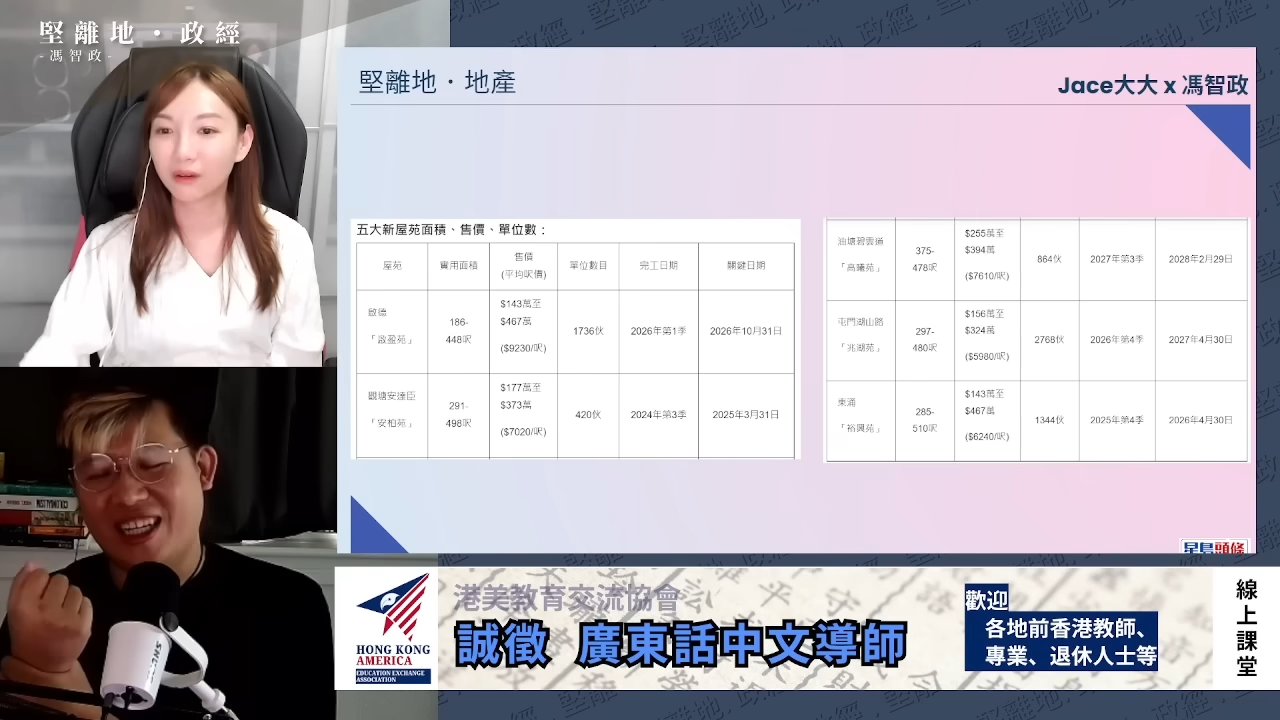 堅離地·政經
-馮智政-
堅離地·地產
Jace大大 x 馮智政
五大新屋苑面積、售價、單位數：
屋苑 實用面積 售價 (平均呎價) 單位數目 完工日期 關鍵日期
啟德 「啟盈苑」 186-448呎 $143萬至$467萬 ($9230/呎) 1736伙 2026年第1季 2026年10月31日
觀塘安達臣 「安柏苑」 291-498呎 $177萬至$373萬 ($7020/呎) 420伙 2024年第3季 2025年3月31日
油塘碧雲道 「高曦苑」 375-478呎 $255萬至$394萬 ($7610/呎) 864伙 2027年第3季 2028年2月29日
屯門湖山路 「兆湖苑」 297-480呎 $156萬至$324萬 ($5980/呎) 2768伙 2026年第4季 2027年4月30日
東涌 「裕興苑」 285-510呎 $143萬至$467萬 ($6240/呎) 1344伙 2025年第4季 2026年4月30日
星島頭條
HONG KONG
AMERICA
EDUCATION EXCHANGE
ASSOCIATION
港美教育交流協會
誠徵 廣東話中文導師
歡迎
各地前香港教師、
專業、退休人士等
線上課堂